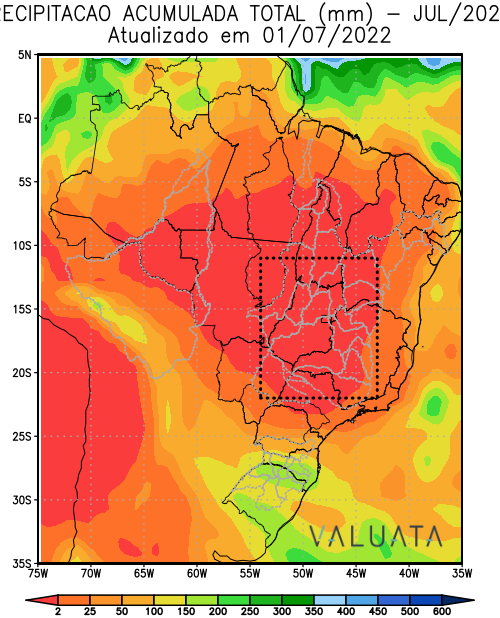 RECIPITACAO ACUMULADA TOTAL (mm) – JUL/202
Atualizado em 01/07/2022
5N
EQ
5S
10S
15S
20S
25S
30S
35S
VALUATA
75W 70W 65W 60W 55W 50W 45W 40W 35W
2 25 50 100 150 200 250 300 350 400 450 500 600